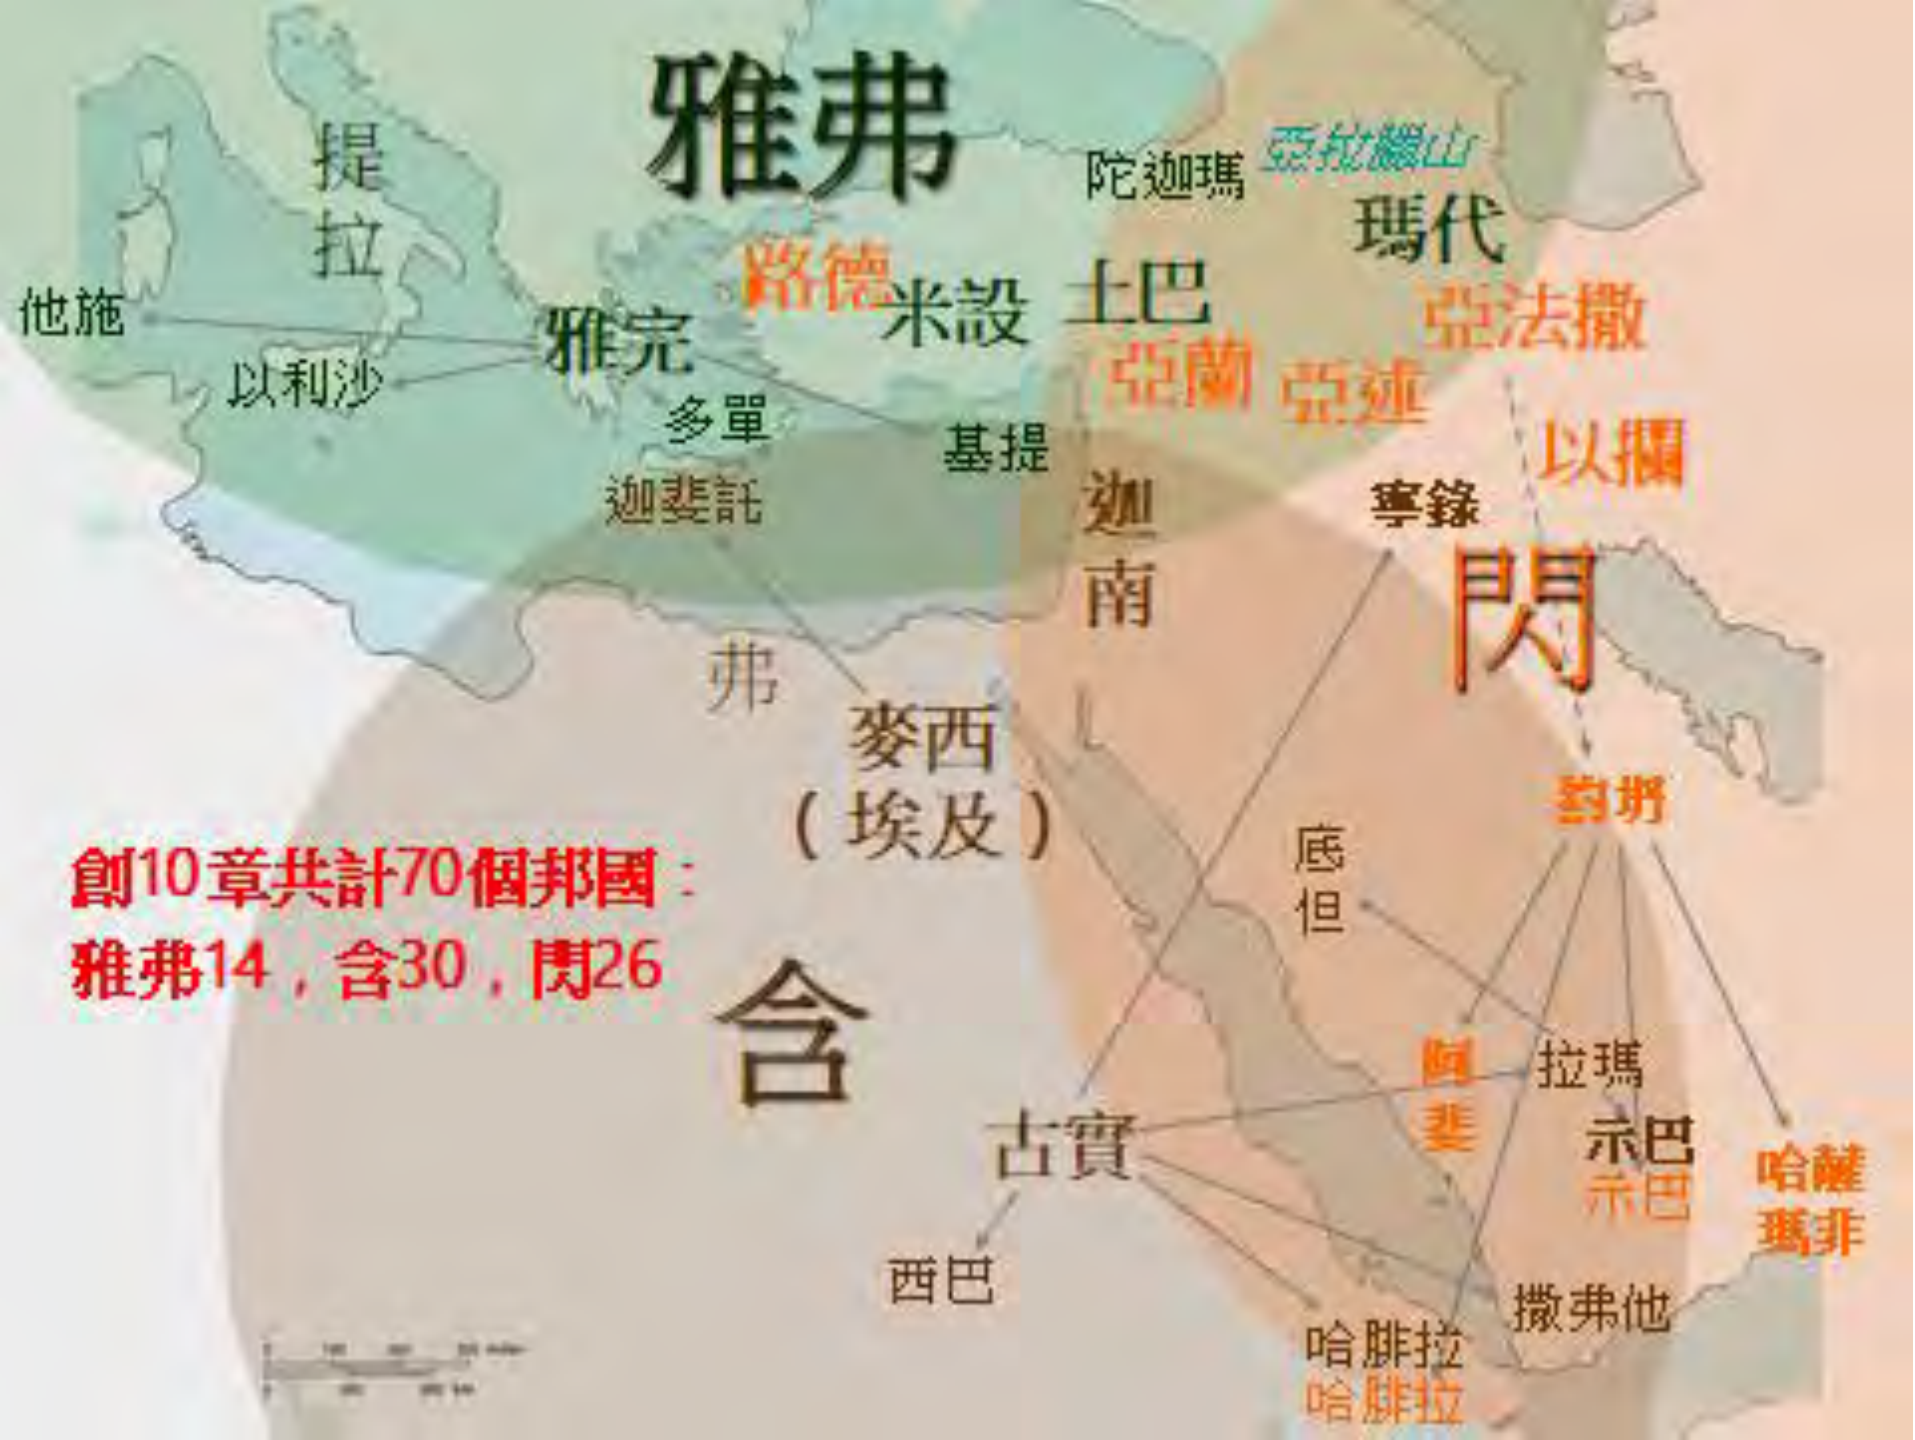 雅弗
提拉
陀迦瑪
亞拉臘山
瑪代
路德
米設
土巴
亞法撒
他施
雅完
以利沙
亞蘭
亞述
多單
基提
以攔
迦斐託
迦南
寧錄
閃
弗
麥西
(埃及)
約坍
底但
創10章共計70個邦國:
雅弗14,含30,閃26
含
阿斐
拉瑪
古實
示巴
示巴
哈薩瑪非
西巴
撒弗他
哈腓拉
哈腓拉